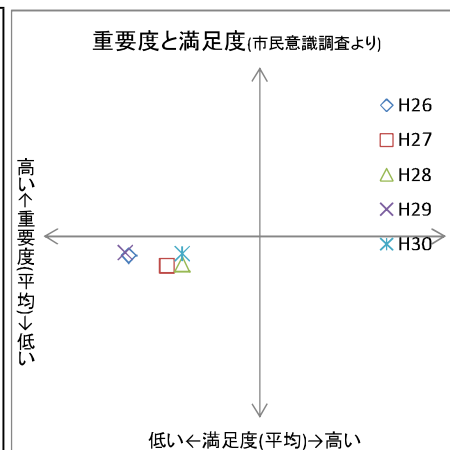 重要度と満足度(市民意識調査より)
H26
H27
H28
H29
H30
高い↑重要度(平均)↓低い
低い←満足度(平均)→高い